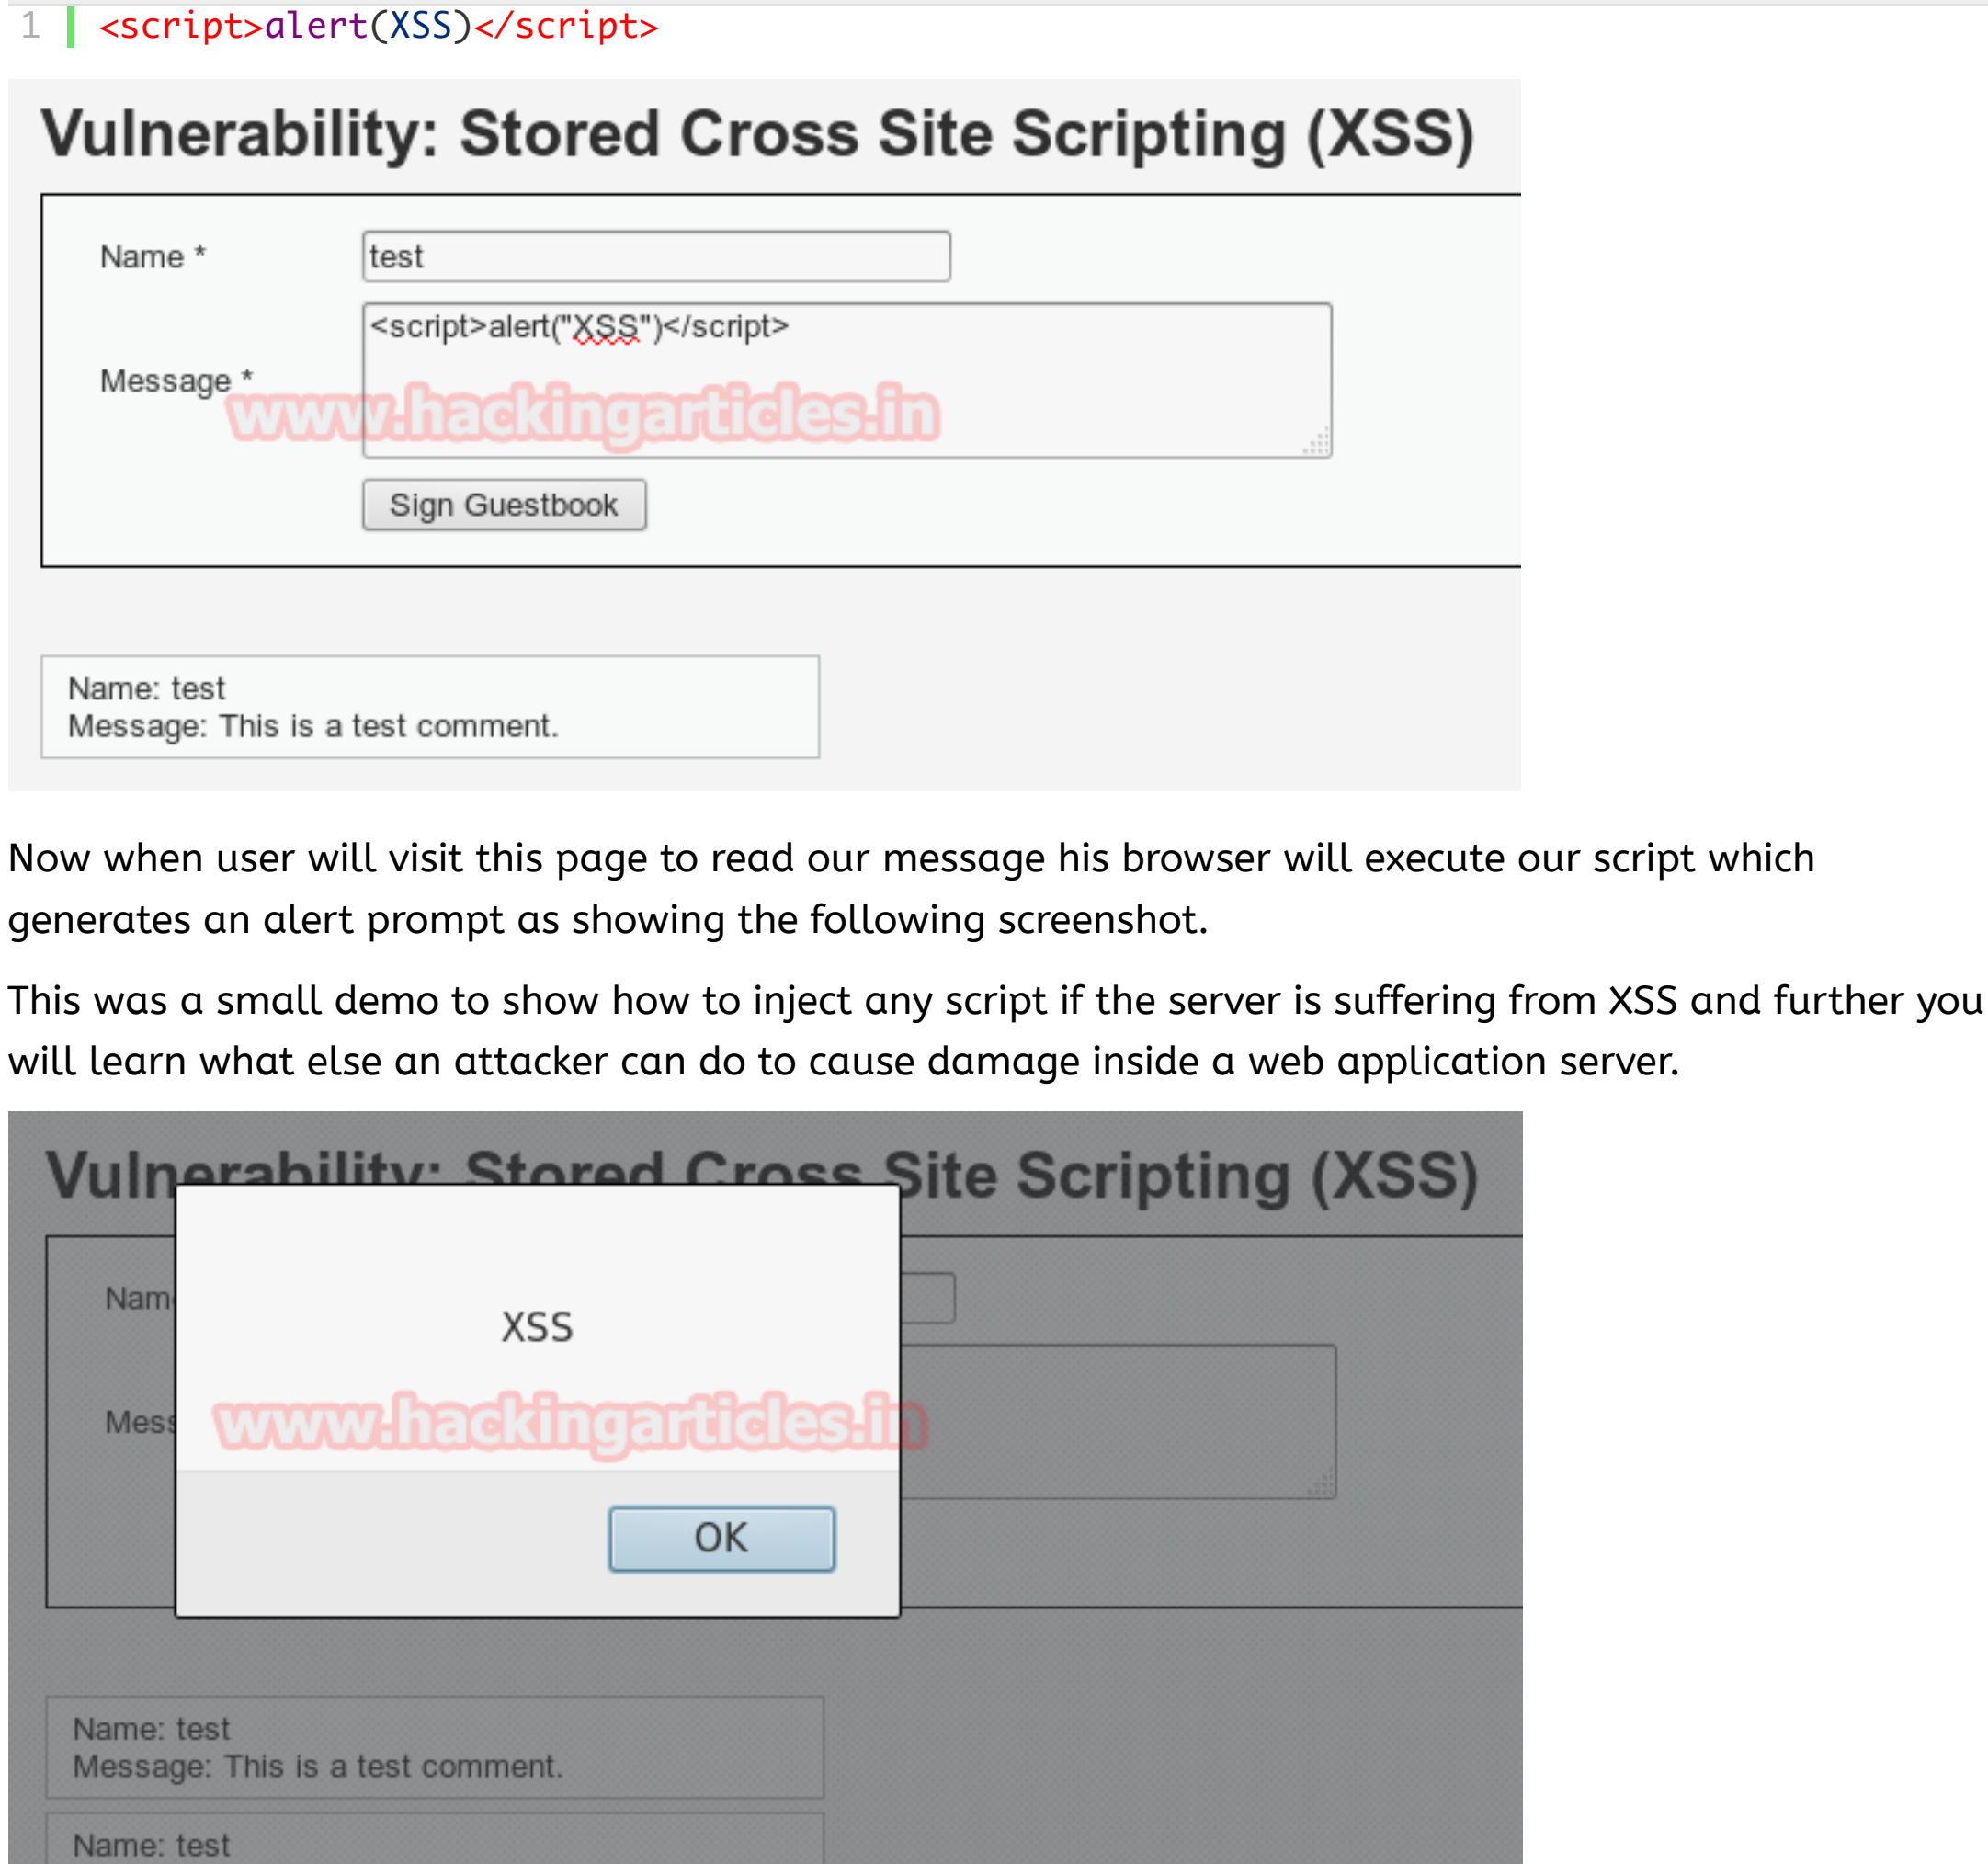 1 <script>alert(XSS)</script>
Vulnerability: Stored Cross Site Scripting (XSS)
Name * test
<script>alert("XSS")</script>
Message *
www.hackingarticles.in
Sign Guestbook
Name: test
Message: This is a test comment.
Now when user will visit this page to read our message his browser will execute our script which
generates an alert prompt as showing the following screenshot.
This was a small demo to show how to inject any script if the server is suffering from XSS and further you
will learn what else an attacker can do to cause damage inside a web application server.
Vulnerability: Stored Cross Site Scripting (XSS)
Nam
XSS
Mess
www.hackingarticles.in
OK
Name: test
Message: This is a test comment.
Name: test